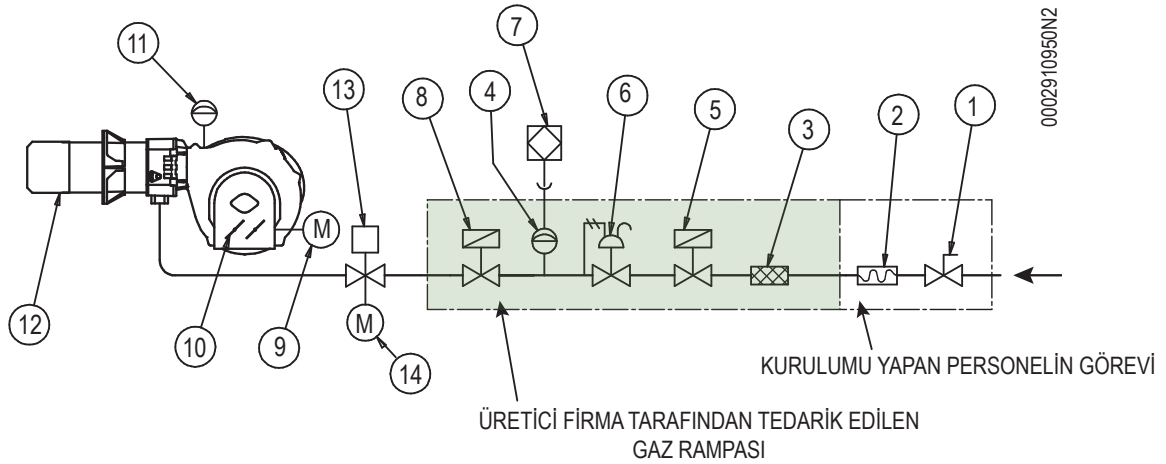 0002910950N2
11
7
13
8
4
6
5
3
2
1
M
M
12
10
9
14
KURULUMU YAPAN PERSONELİN GÖREVİ
ÜRETİCİ FİRMA TARAFINDAN TEDARİK EDİLEN
GAZ RAMPASI